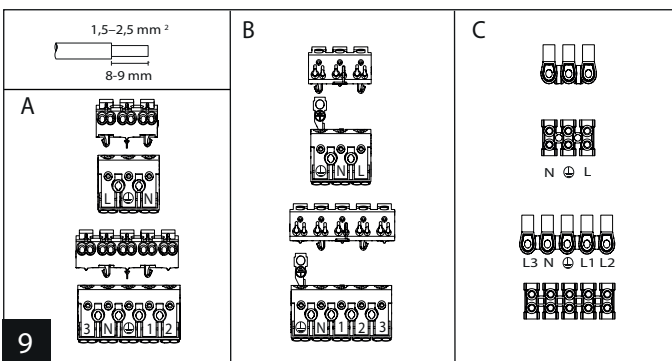 1,5–2,5 mm ²
8-9 mm
A
L ⏚ N
3 N ⏚ 1 2
B
⏚ N L
⏚ N 1 2 3
C
N ⏚ L
L3 N ⏚ L1 L2
9